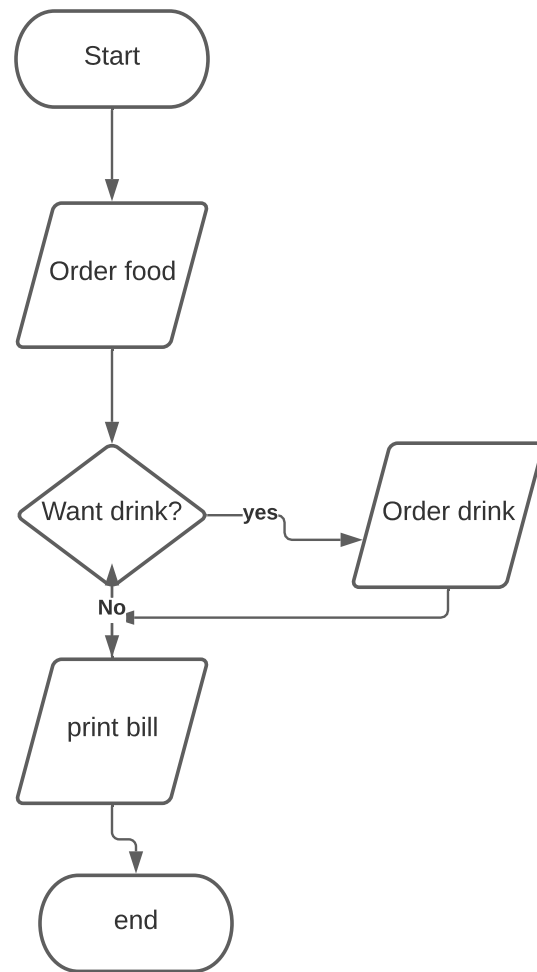 Start
Order food
Want drink?
yes
Order drink
No
print bill
end